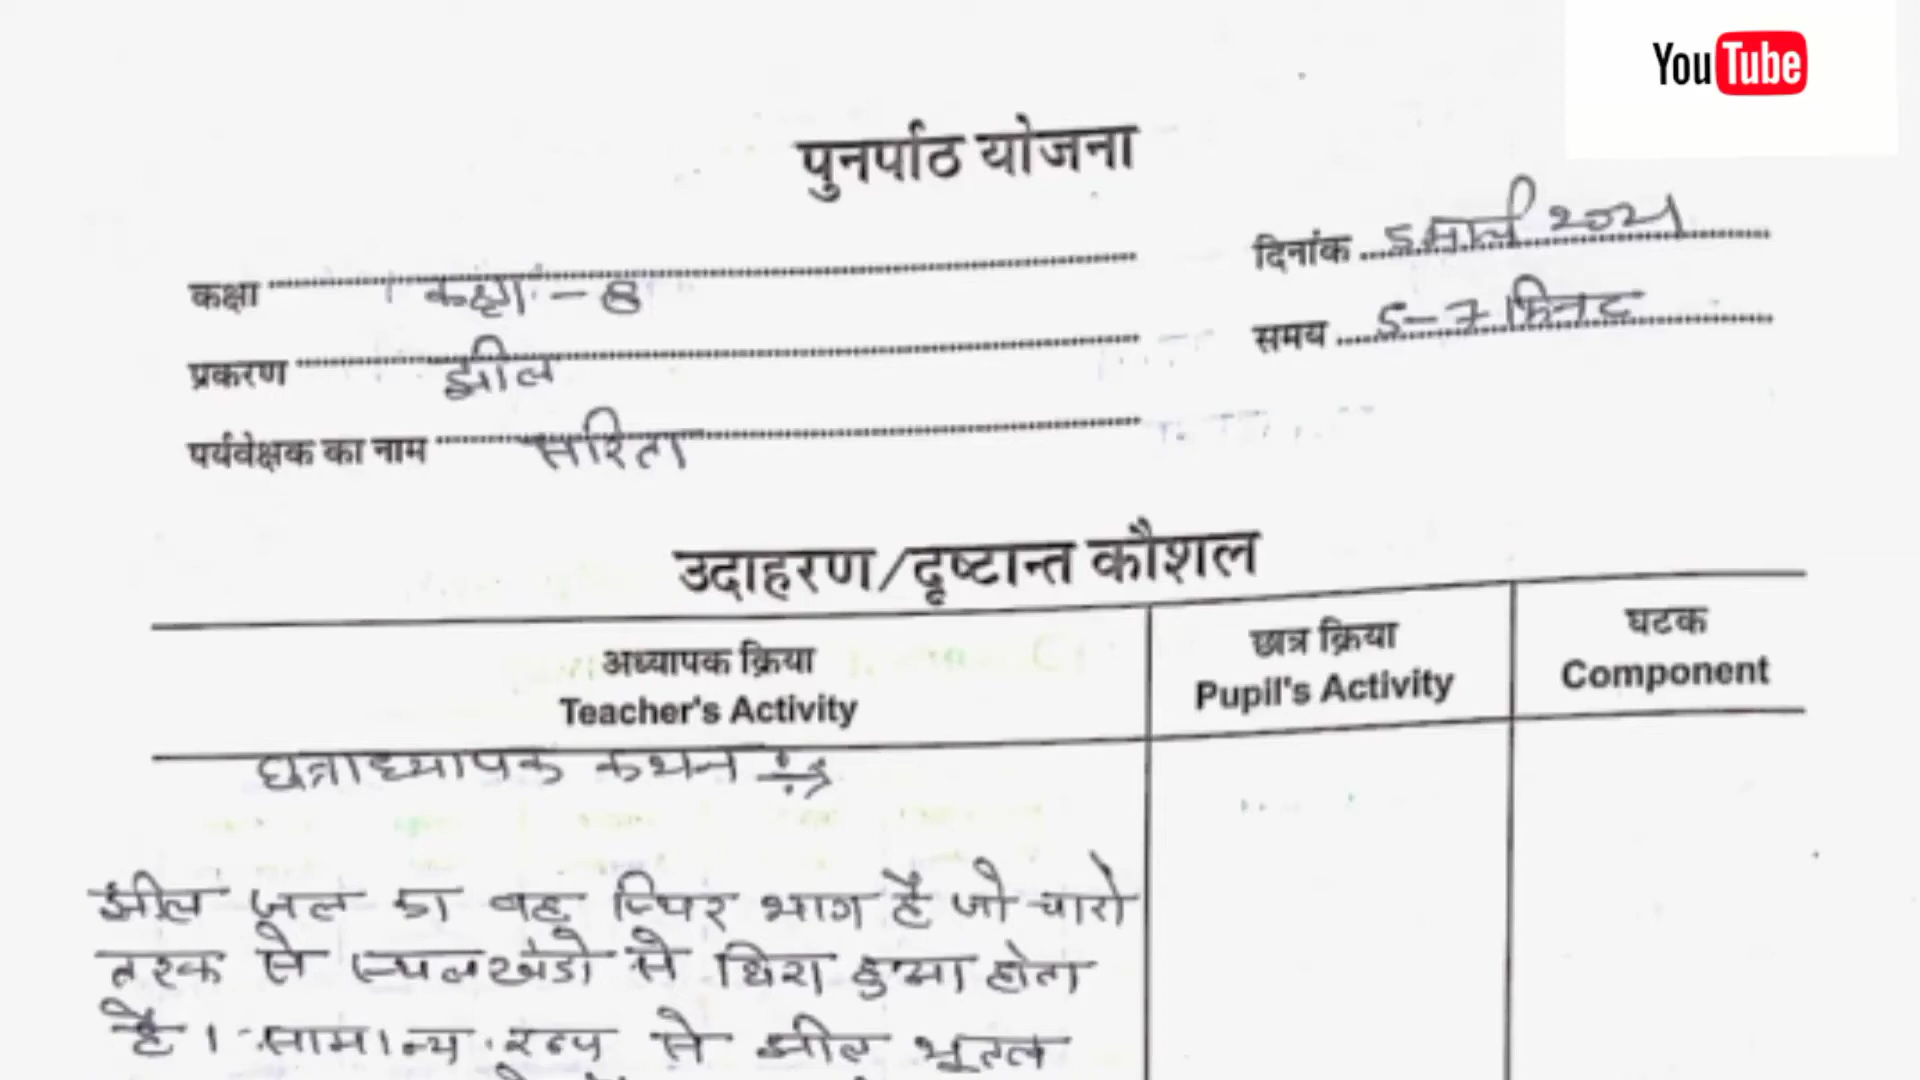 YouTube
पुनर्पाठ योजना
दिनांक 5 मार्च 2021
कक्षा कक्षा - 8
समय 5-7 मिनट
प्रकरण झील
पर्यवेक्षक का नाम सरिता
उदाहरण/दृष्टान्त कौशल
अध्यापक क्रिया छात्र क्रिया घटक
Teacher's Activity Pupil's Activity Component
छात्राध्यापक कथन
झील जल का वह स्थिर भाग है जो चारो
तरफ से स्थलखंडो से घिरा हुआ होता
है। सामान्य रूप से झील भूतल